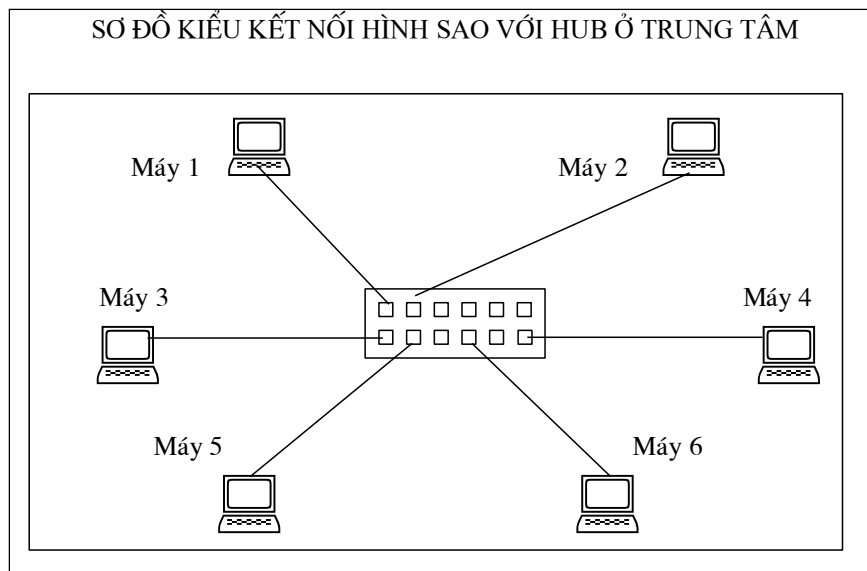 SƠ ĐỒ KIỂU KẾT NỐI HÌNH SAO VỚI HUB Ở TRUNG TÂM
Máy 1
Máy 2
Máy 3
Máy 4
Máy 5
Máy 6